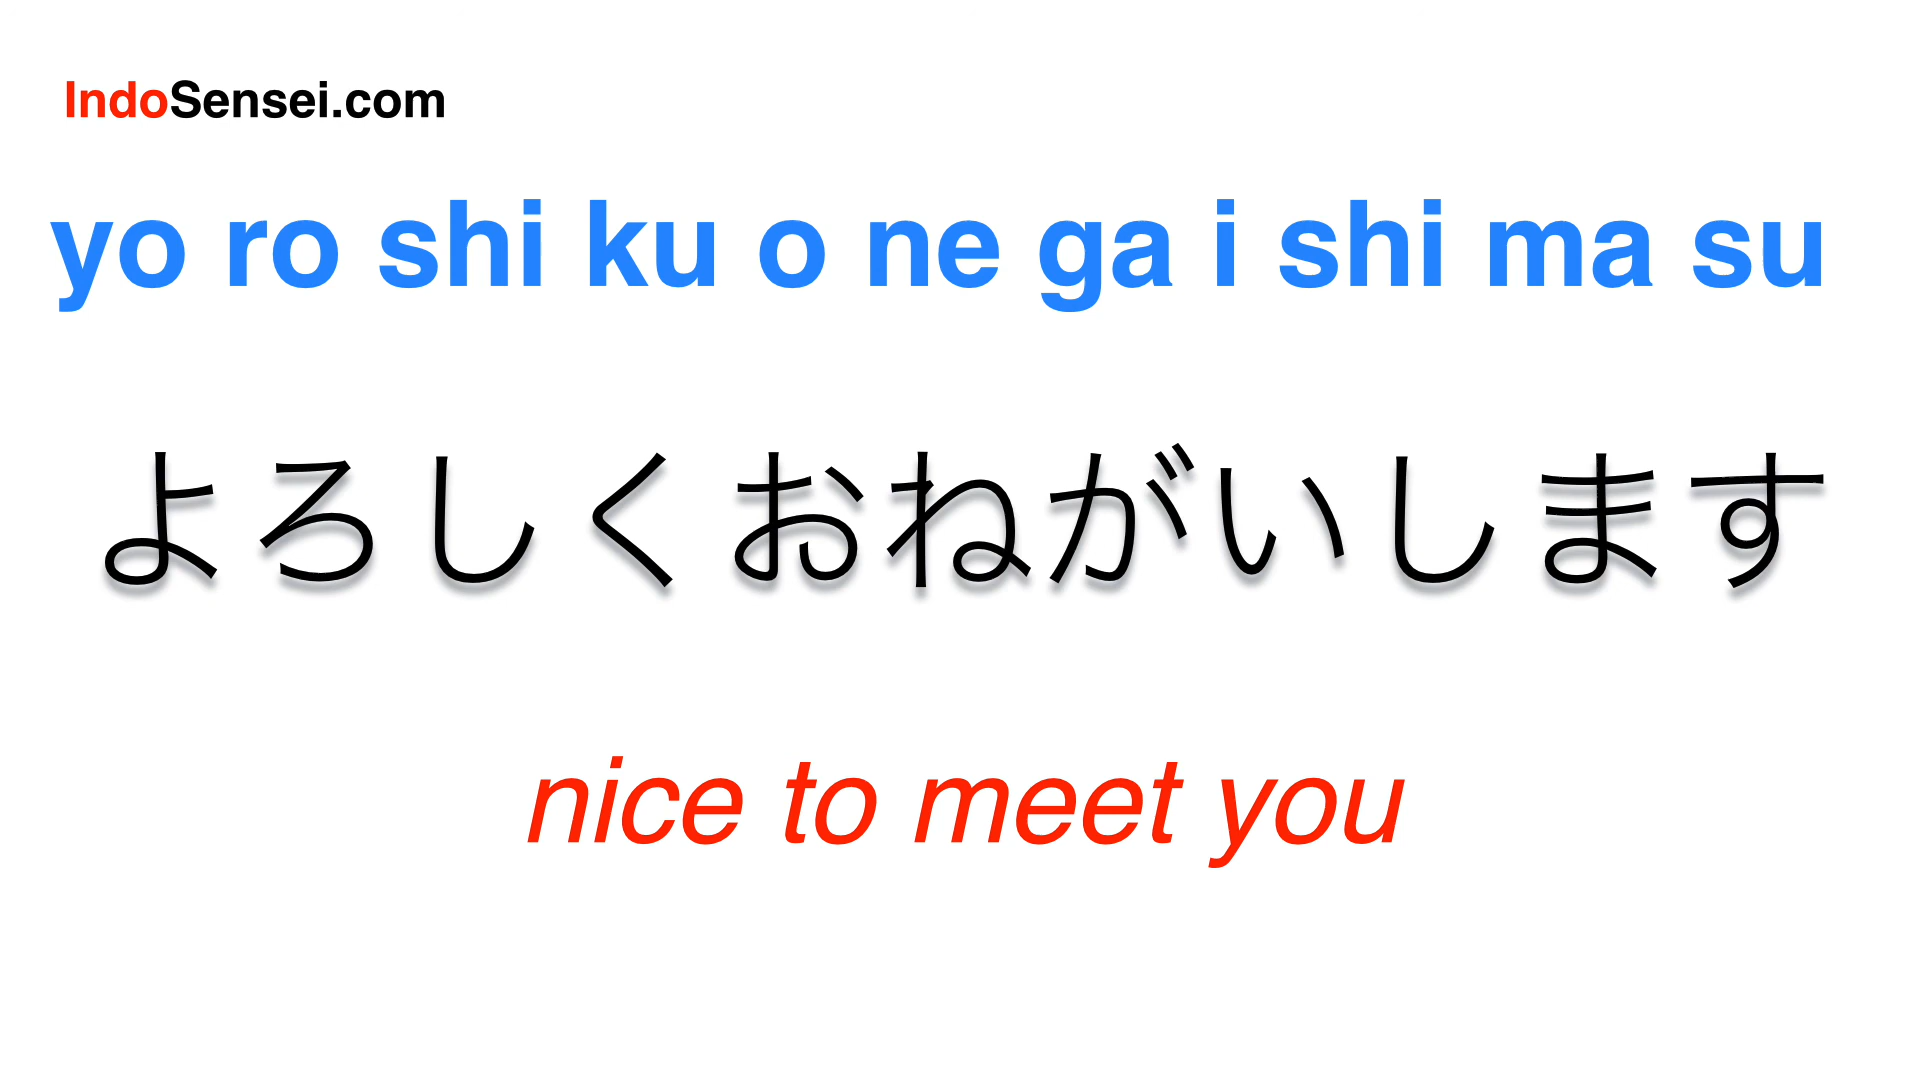 IndoSensei.com
yo ro shi ku o ne ga i shi ma su
よろしくおねがいします
nice to meet you